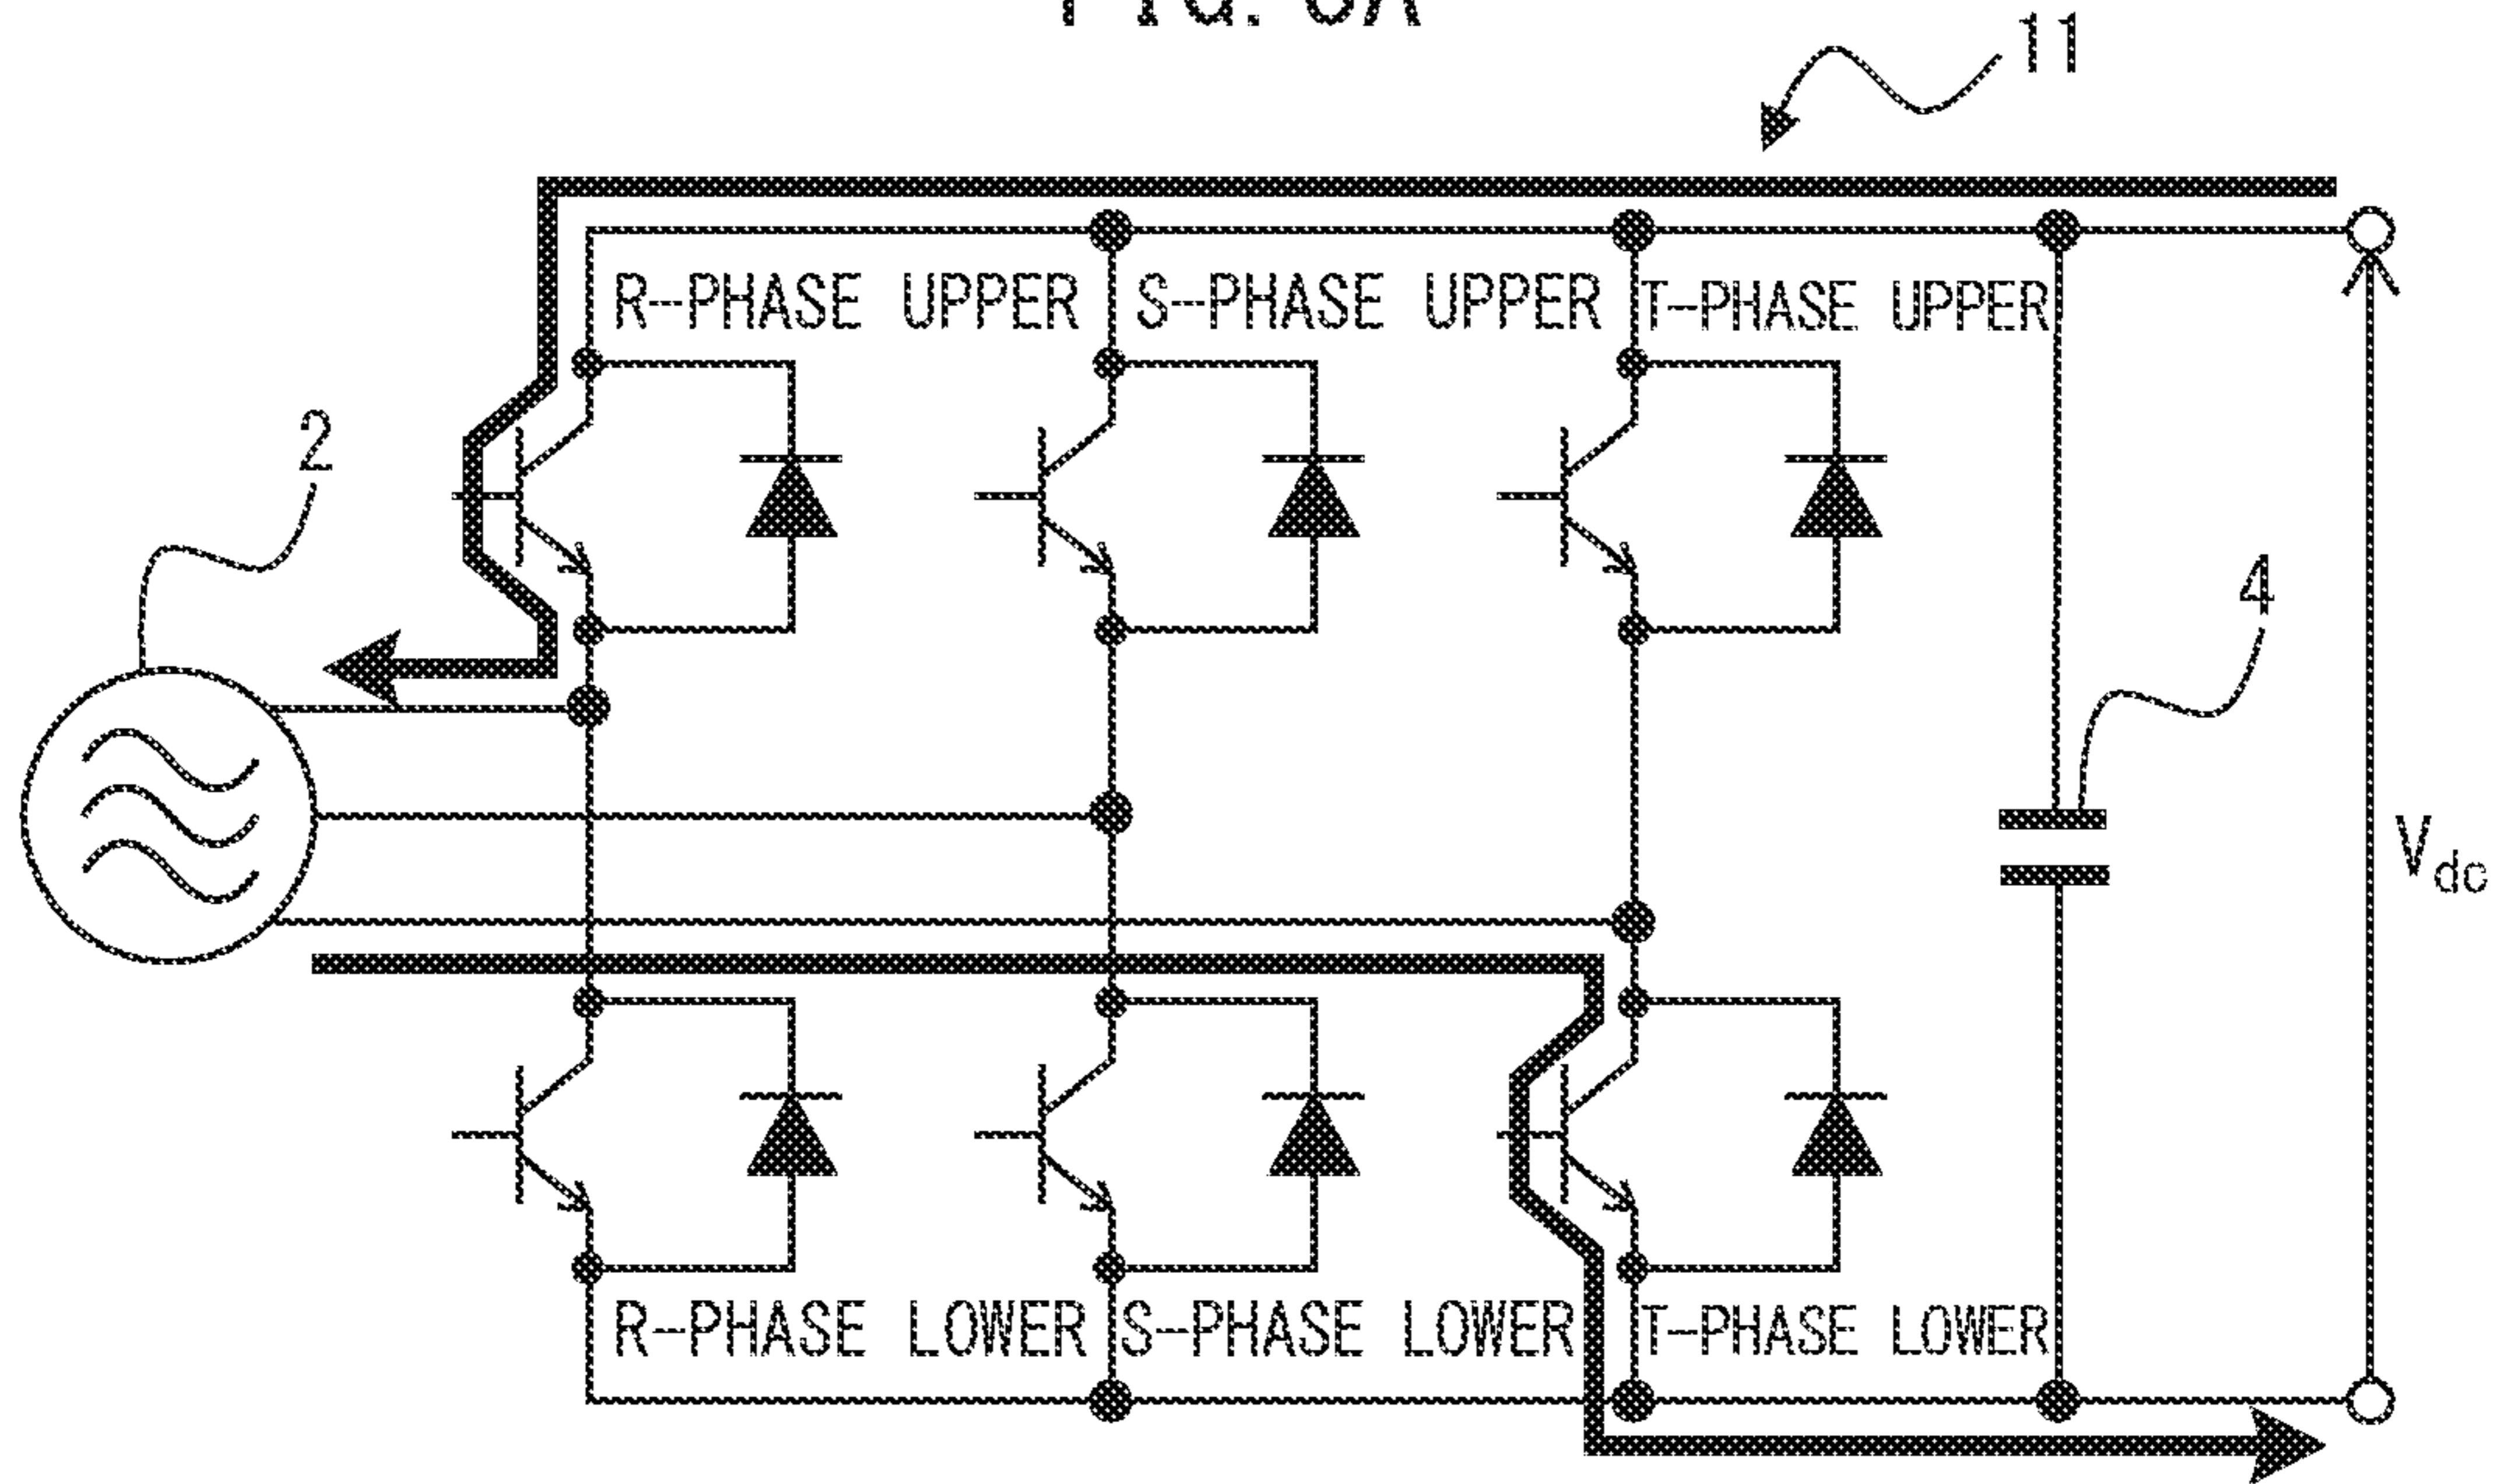 11
R-PHASE UPPER S-PHASE UPPER T-PHASE UPPER
2
4
Vdc
R-PHASE LOWER S-PHASE LOWER T-PHASE LOWER